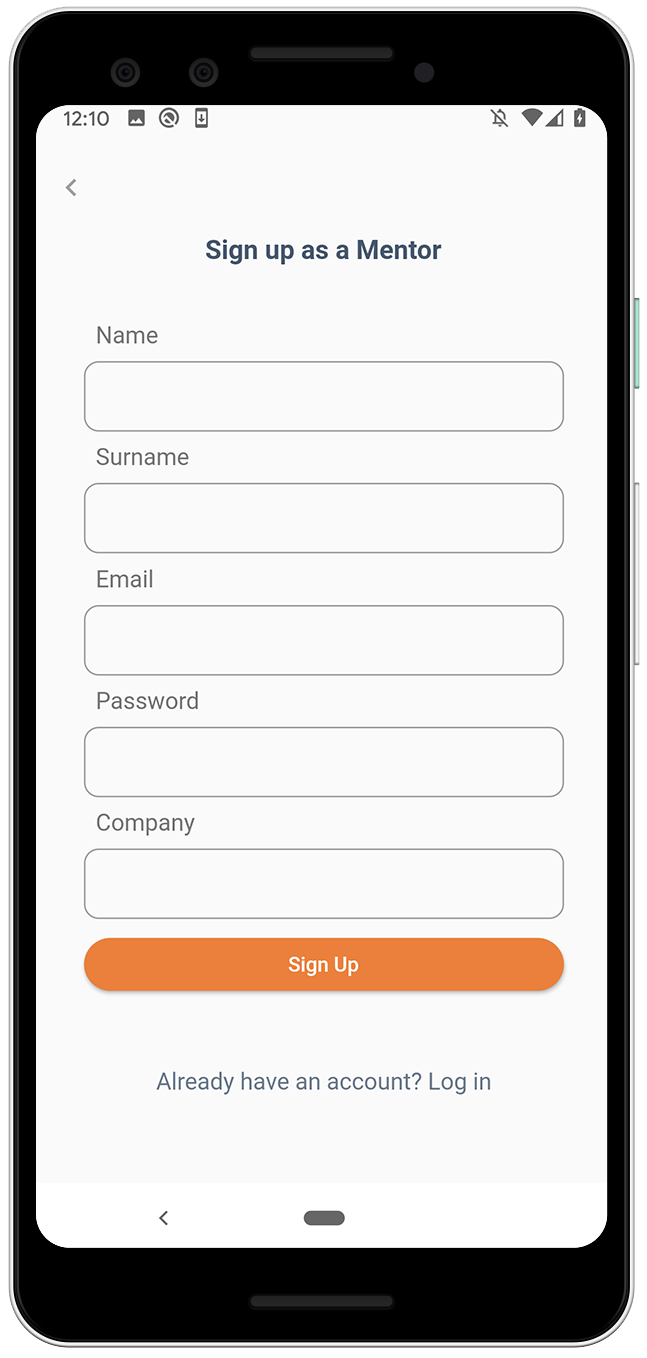 12:10
Sign up as a Mentor
Name
Surname
Email
Password
Company
Sign Up
Already have an account? Log in